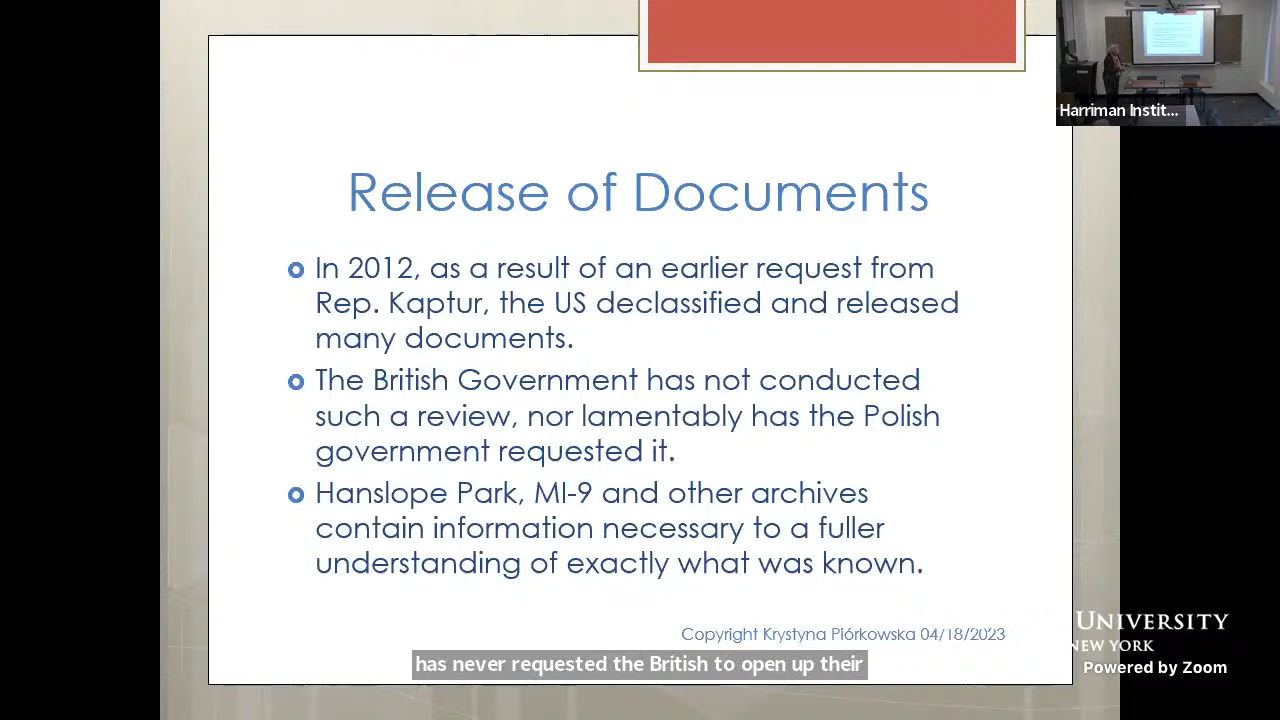 Harriman Instit...
Release of Documents
In 2012, as a result of an earlier request from
Rep. Kaptur, the US declassified and released
many documents.
The British Government has not conducted
such a review, nor lamentably has the Polish
government requested it.
Hanslope Park, MI-9 and other archives
contain information necessary to a fuller
understanding of exactly what was known.
Copyright Krystyna Piórkowska 04/18/2023
UNIVERSITY
NEW YORK
has never requested the British to open up their
Powered by Zoom